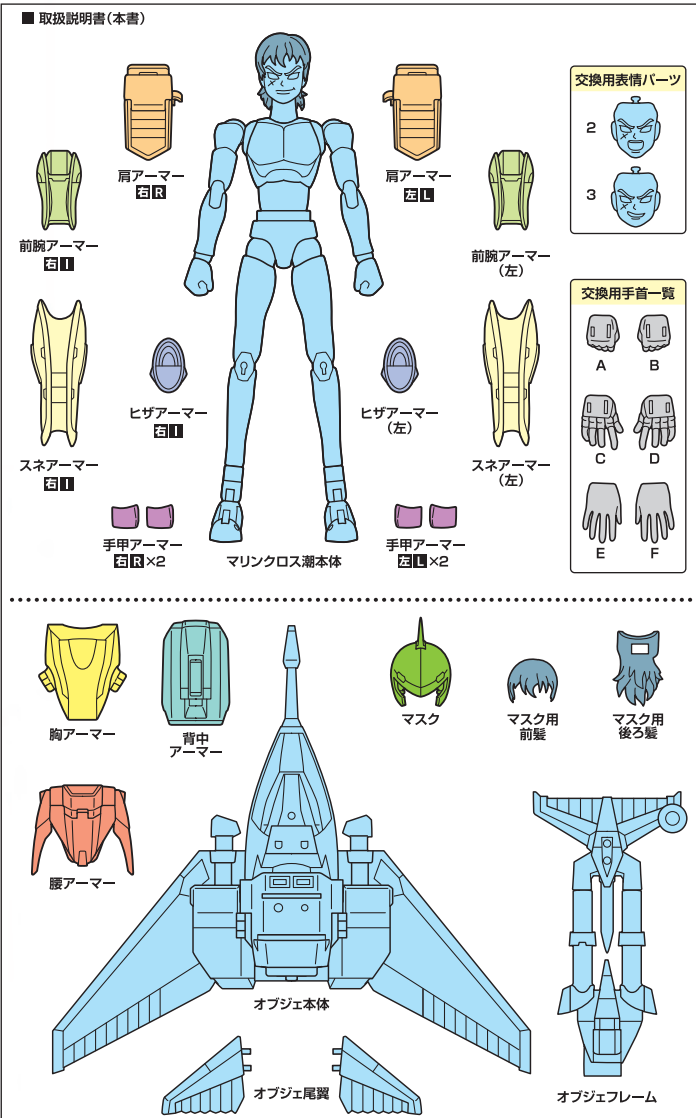 ■ 取扱説明書(本書)
肩アーマー
右 R
肩アーマー
左 L
交換用表情パーツ
2
3
前腕アーマー
右 I
前腕アーマー
(左)
交換用手首一覧
A B
C D
E F
ヒザアーマー
右 I
ヒザアーマー
(左)
スネアーマー
右 I
スネアーマー
(左)
手甲アーマー
右 R ×2
マリンクロス潮本体
手甲アーマー
左 L ×2
胸アーマー
背中
アーマー
マスク
マスク用
前髪
マスク用
後ろ髪
腰アーマー
オブジェ本体
オブジェ尾翼
オブジェフレーム